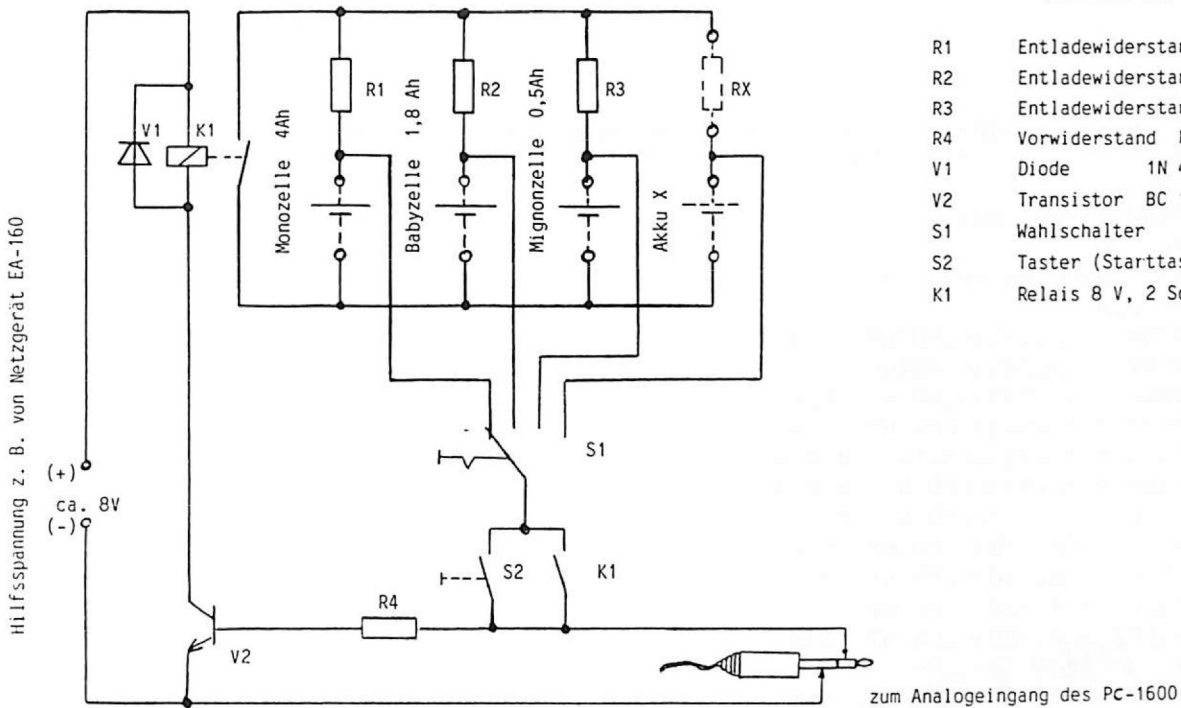 R1 Entladewiderstan
R2 Entladewiderstan
R3 Entladewiderstan
R4 Vorwiderstand
V1 Diode 1N
V2 Transistor BC
S1 Wahlschalter
S2 Taster (Starttas
K1 Relais 8 V, 2 S
V1
K1
R1
R2
R3
RX
Monozelle 4Ah
Babyzelle 1,8 Ah
Mignonzelle 0,5Ah
Akku X
Hilfsspannung z. B. von Netzgerät EA-160
(+)
ca. 8V
(-)
S1
S2
K1
R4
V2
zum Analogeingang des PC-1600